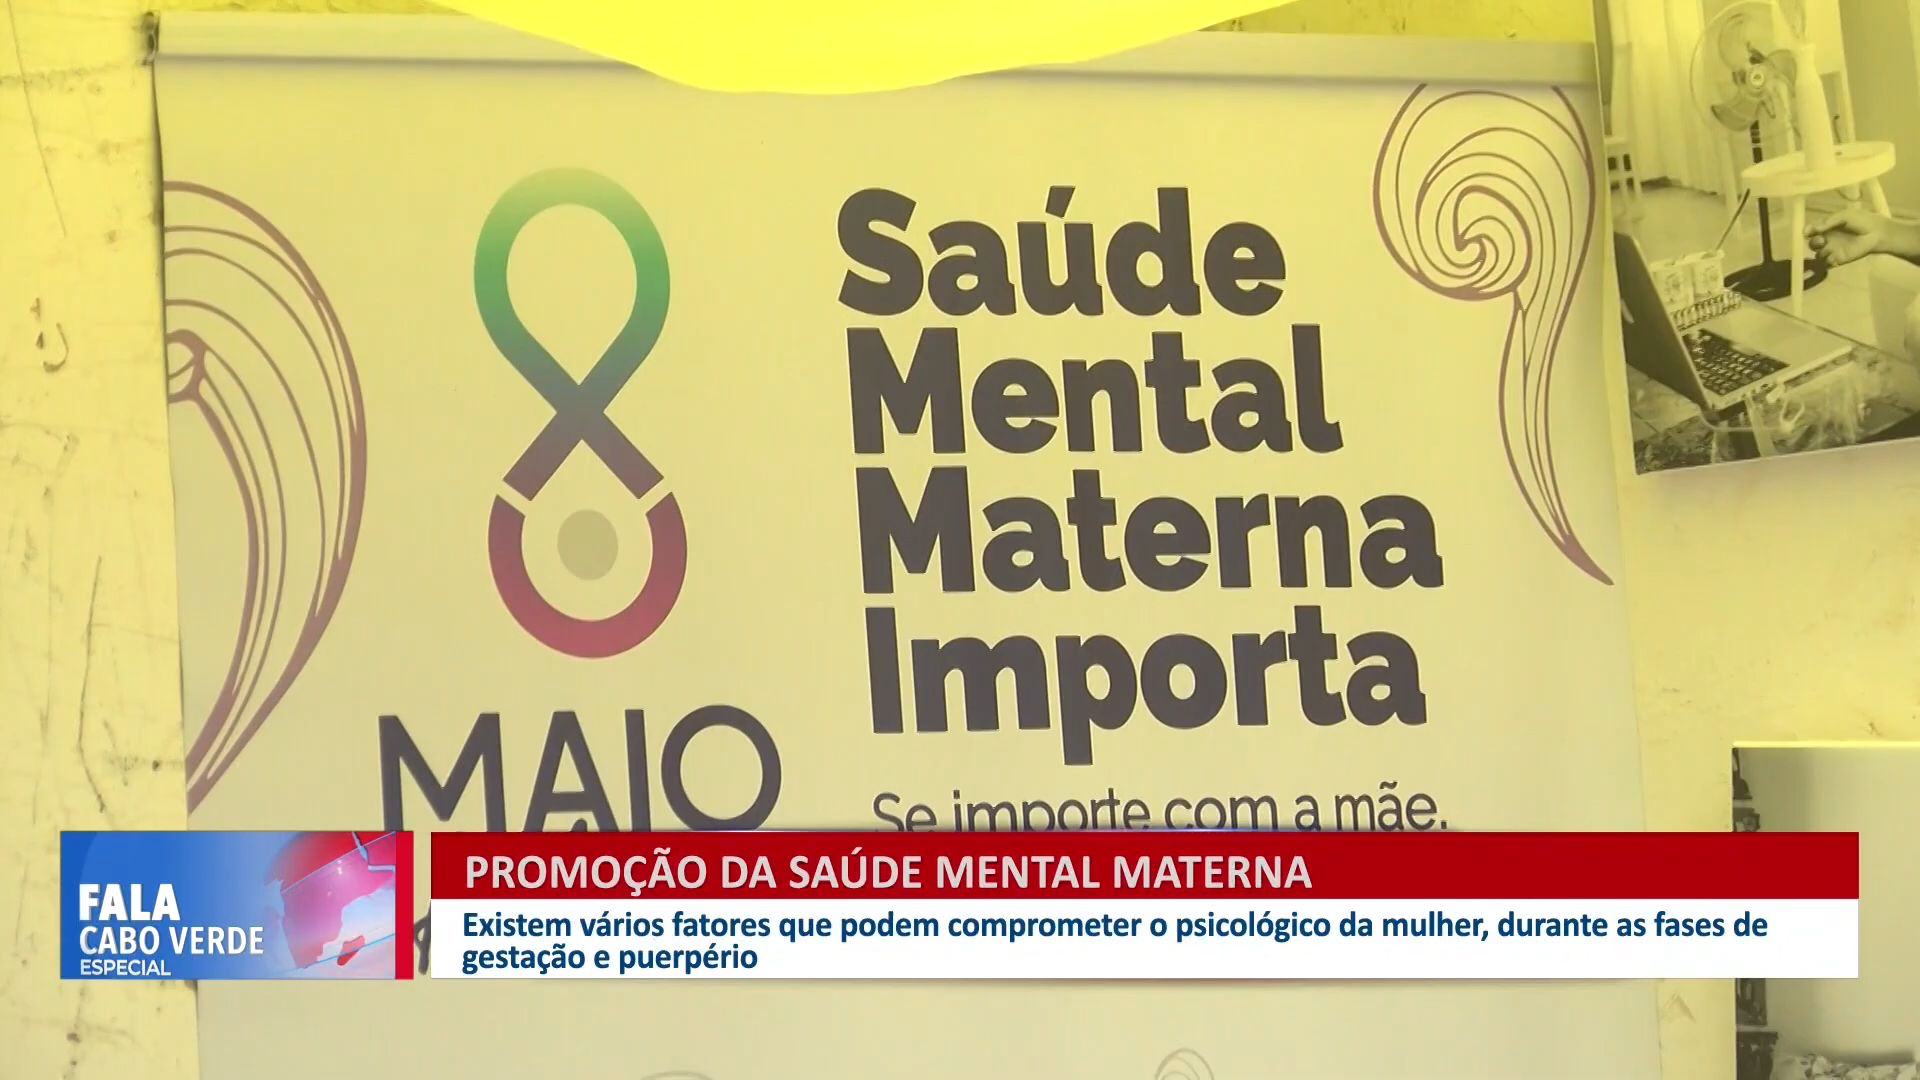 Saúde
Mental
Materna
Importa
Se importe com a mãe.
MAIO
FALA
CABO VERDE
ESPECIAL
PROMOÇÃO DA SAÚDE MENTAL MATERNA
Existem vários fatores que podem comprometer o psicológico da mulher, durante as fases de
gestação e puerpério